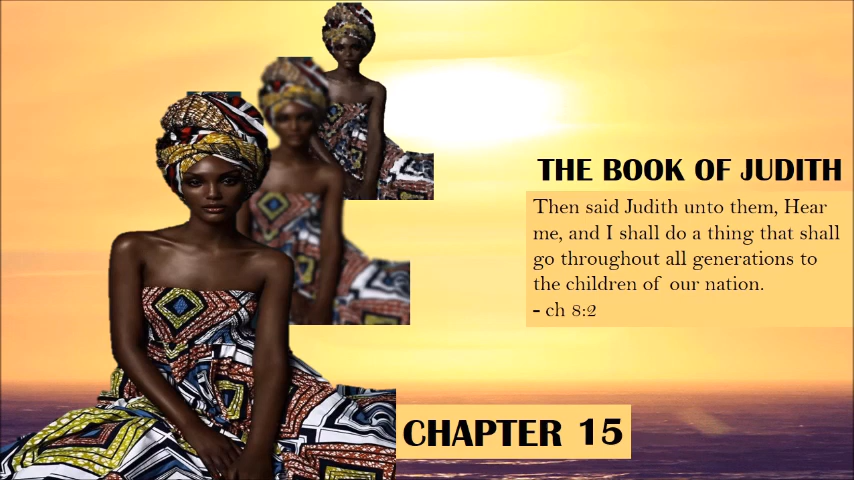 THE BOOK OF JUDITH
Then said Judith unto them, Hear
me, and I shall do a thing that shall
go throughout all generations to
the children of our nation.
- ch 8:2
CHAPTER 15